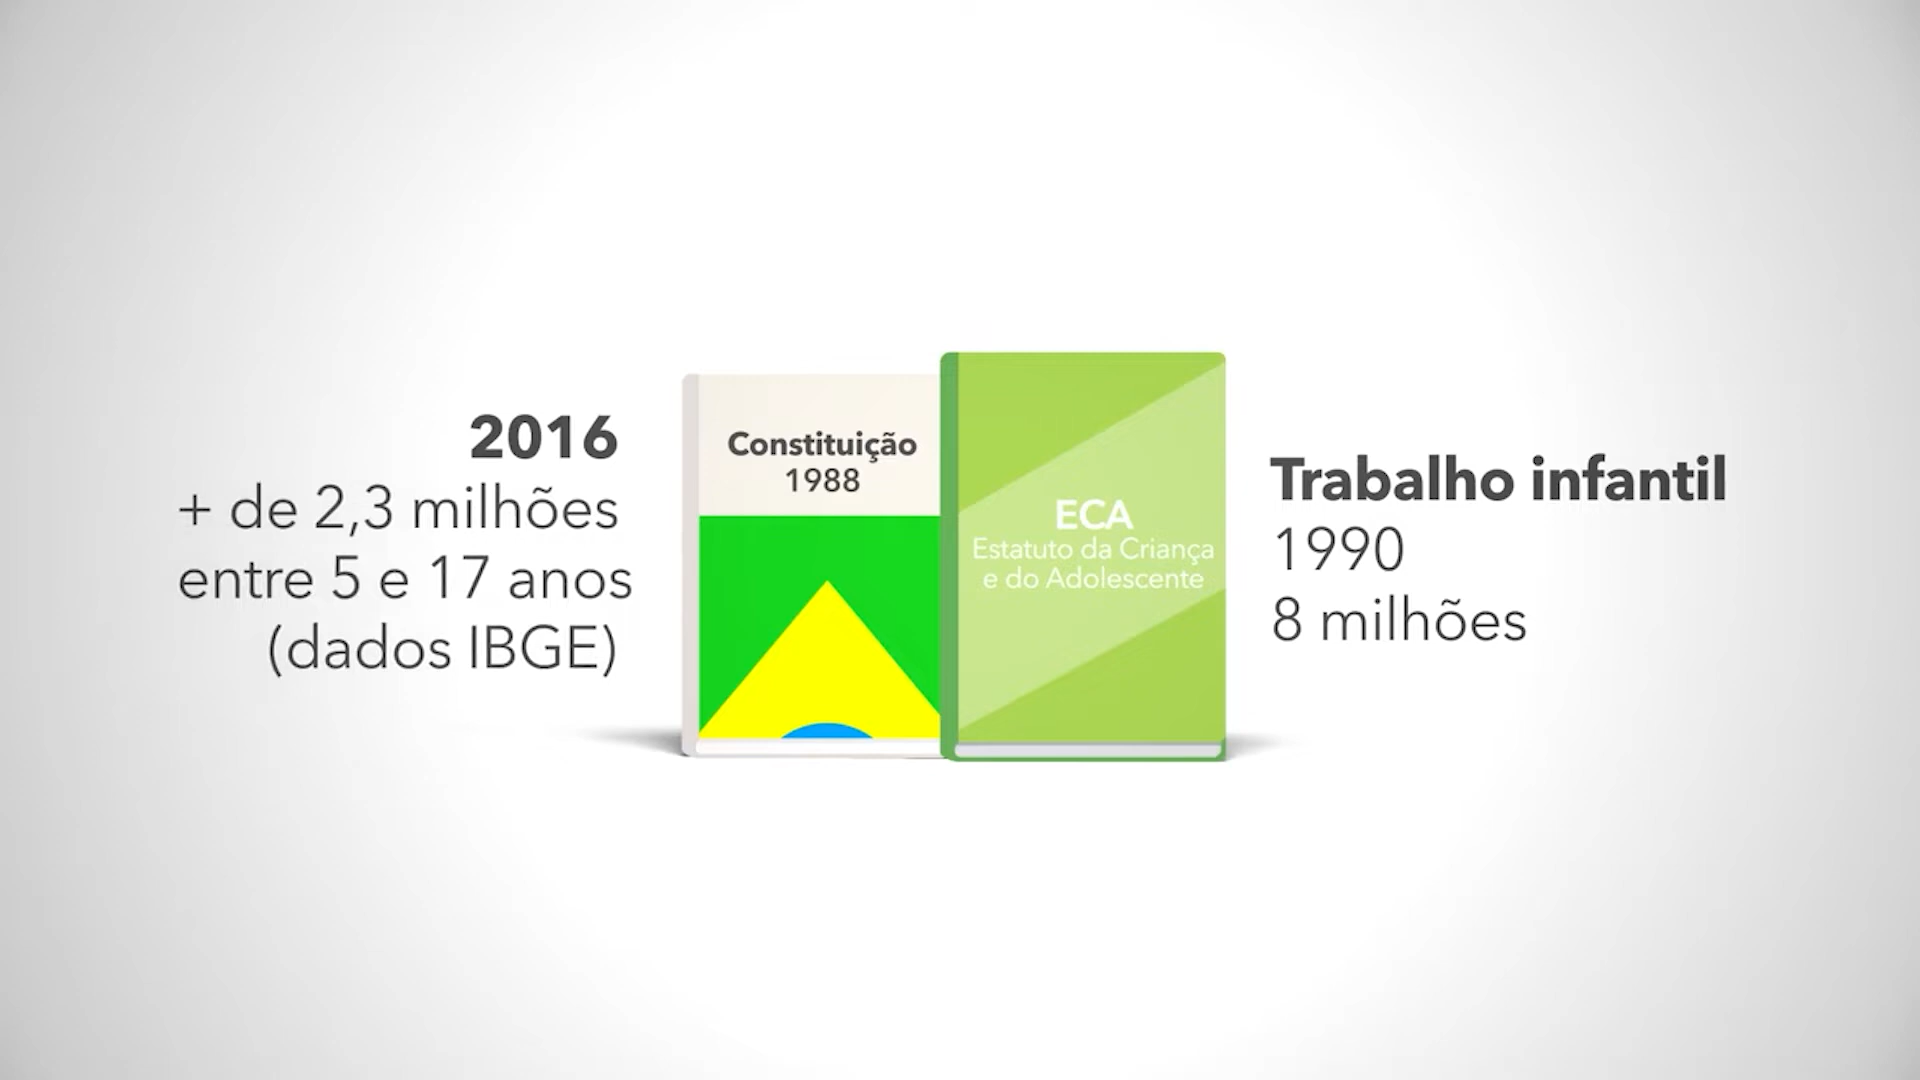 2016
+ de 2,3 milhões
entre 5 e 17 anos
(dados IBGE)
Constituição
1988
ECA
Estatuto da Criança
e do Adolescente
Trabalho infantil
1990
8 milhões